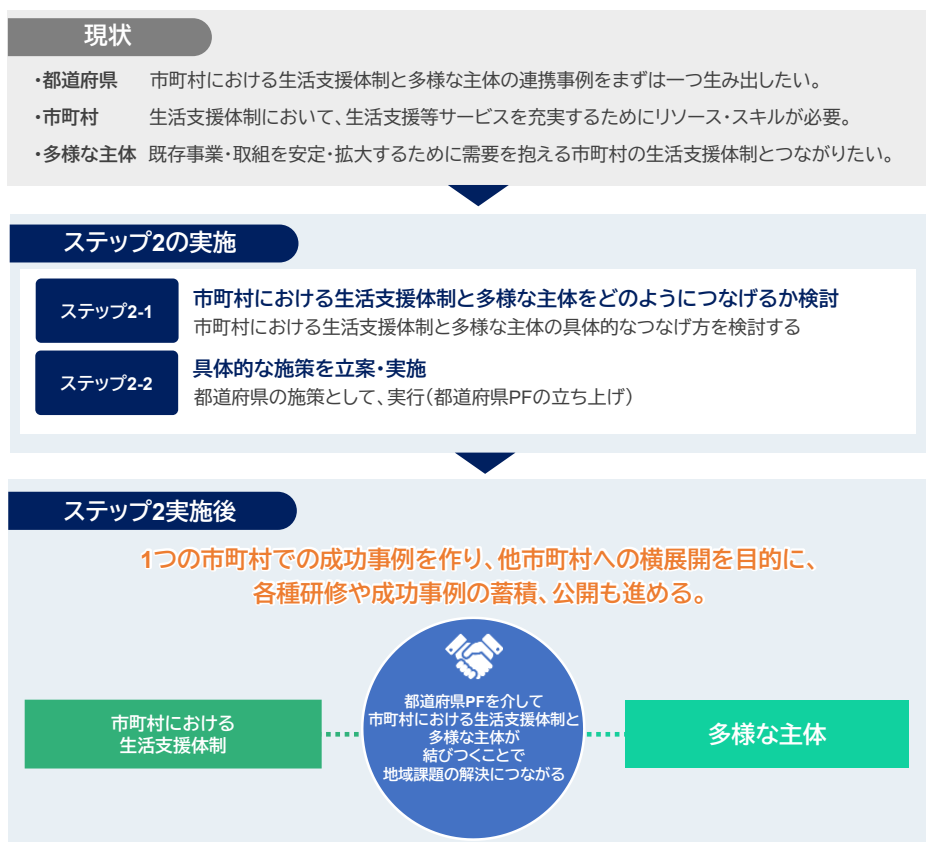 現状
・都道府県 市町村における生活支援体制と多様な主体の連携事例をまずは一つ生み出したい。
・市町村 生活支援体制において、生活支援等サービスを充実するためにリソース・スキルが必要。
・多様な主体 既存事業・取組を安定・拡大するために需要を抱える市町村の生活支援体制とつながりたい。
ステップ2の実施
ステップ2-1
市町村における生活支援体制と多様な主体をどのようにつなげるか検討
市町村における生活支援体制と多様な主体の具体的なつなげ方を検討する
ステップ2-2
具体的な施策を立案・実施
都道府県の施策として、実行（都道府県PFの立ち上げ）
ステップ2実施後
1つの市町村での成功事例を作り、他市町村への横展開を目的に、
各種研修や成功事例の蓄積、公開も進める。
市町村における
生活支援体制
都道府県PFを介して
市町村における生活支援体制と
多様な主体が
結びつくことで
地域課題の解決につながる
多様な主体